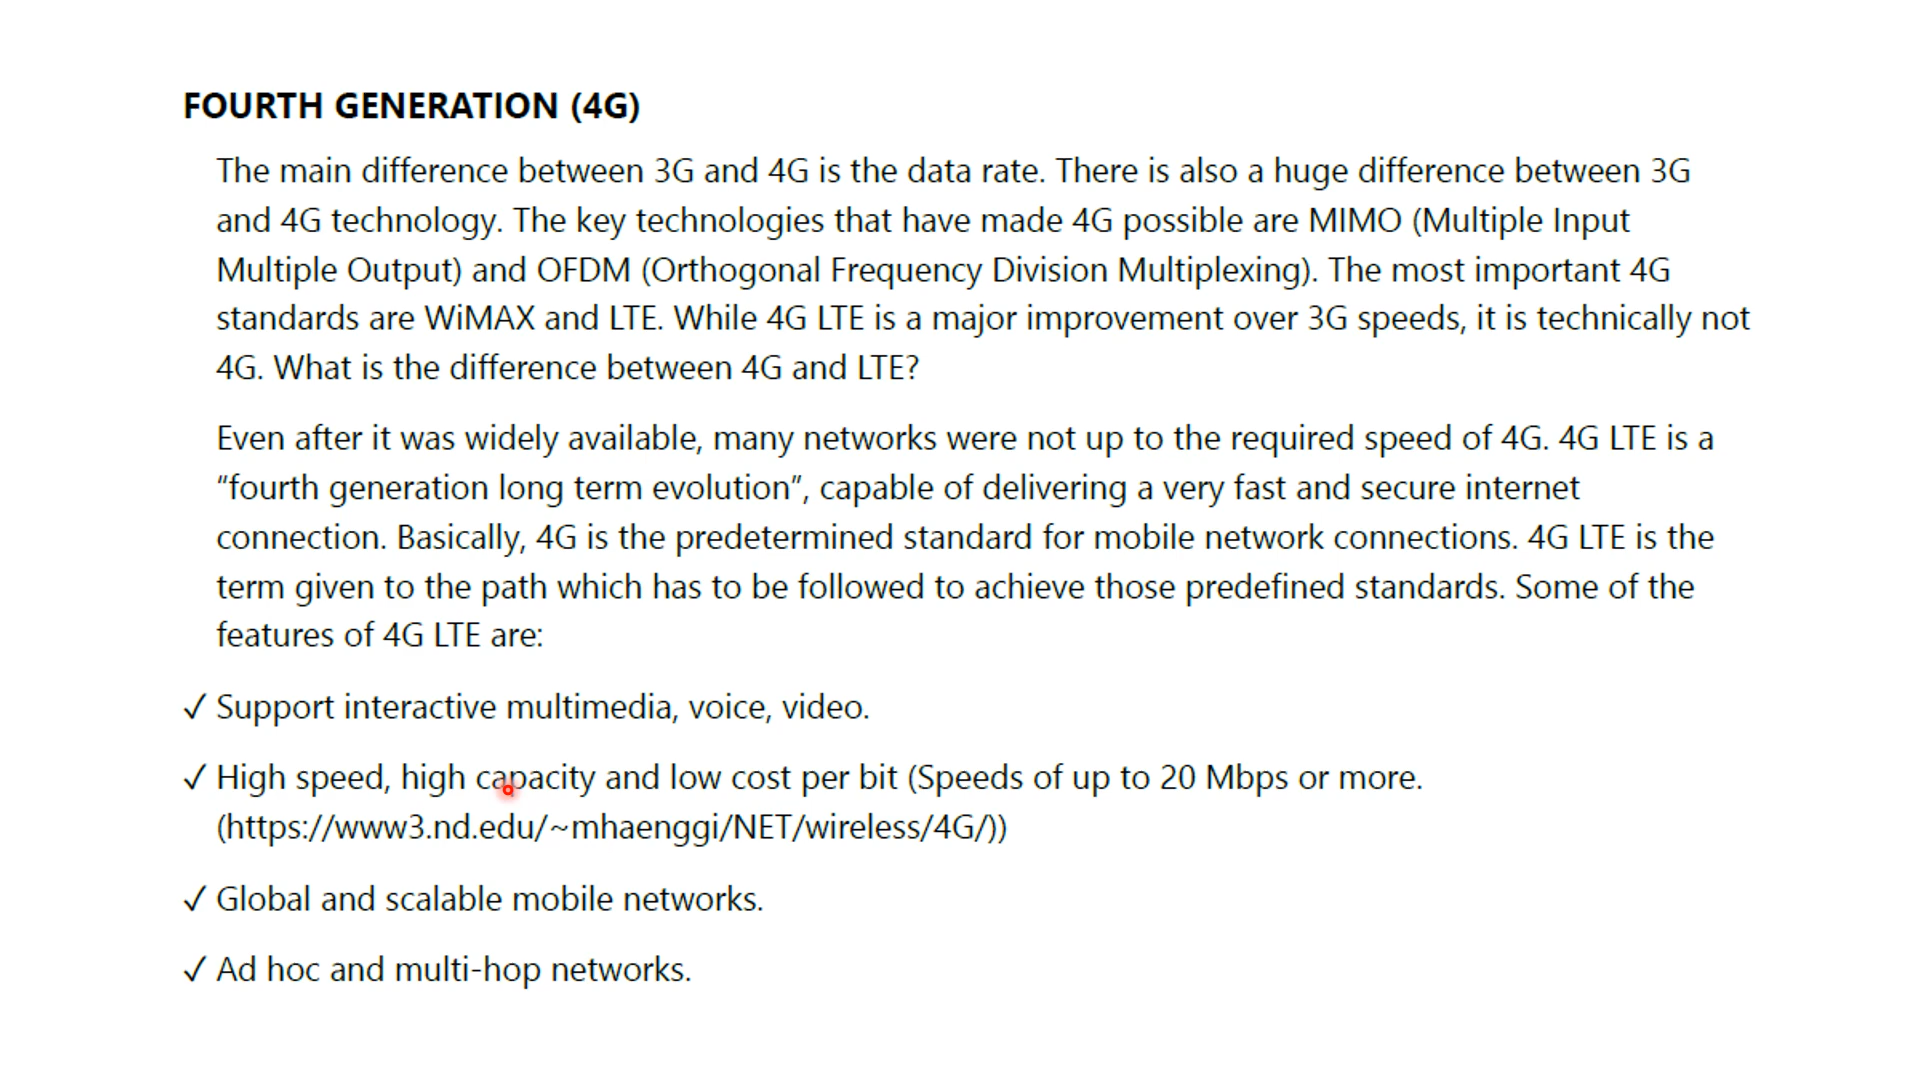 FOURTH GENERATION (4G)
The main difference between 3G and 4G is the data rate. There is also a huge difference between 3G
and 4G technology. The key technologies that have made 4G possible are MIMO (Multiple Input
Multiple Output) and OFDM (Orthogonal Frequency Division Multiplexing). The most important 4G
standards are WiMAX and LTE. While 4G LTE is a major improvement over 3G speeds, it is technically not
4G. What is the difference between 4G and LTE?
Even after it was widely available, many networks were not up to the required speed of 4G. 4G LTE is a
“fourth generation long term evolution”, capable of delivering a very fast and secure internet
connection. Basically, 4G is the predetermined standard for mobile network connections. 4G LTE is the
term given to the path which has to be followed to achieve those predefined standards. Some of the
features of 4G LTE are:
✓ Support interactive multimedia, voice, video.
✓ High speed, high capacity and low cost per bit (Speeds of up to 20 Mbps or more.
(https://www3.nd.edu/~mhaenggi/NET/wireless/4G/))
✓ Global and scalable mobile networks.
✓ Ad hoc and multi-hop networks.